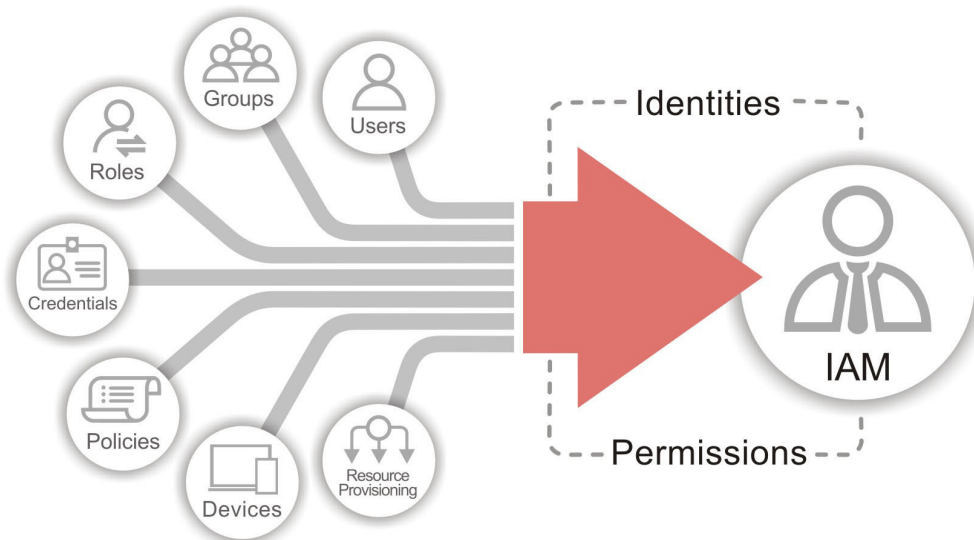 Groups
Users
Roles
Credentials
Policies
Devices
Resource
Provisioning
Identities
IAM
Permissions